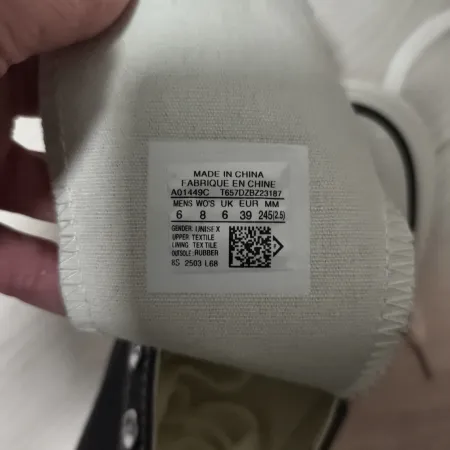 MADE IN CHINA
FABRIQUE EN CHINE
A01449C T657DZBZ23187
MENS WO'S UK EUR MM
6 8 6 39 245(2.5)
GENDER: UNISEX
UPPER: TEXTILE
LINING: TEXTILE
OUTSOLE: RUBBER
IIS 2503 L68